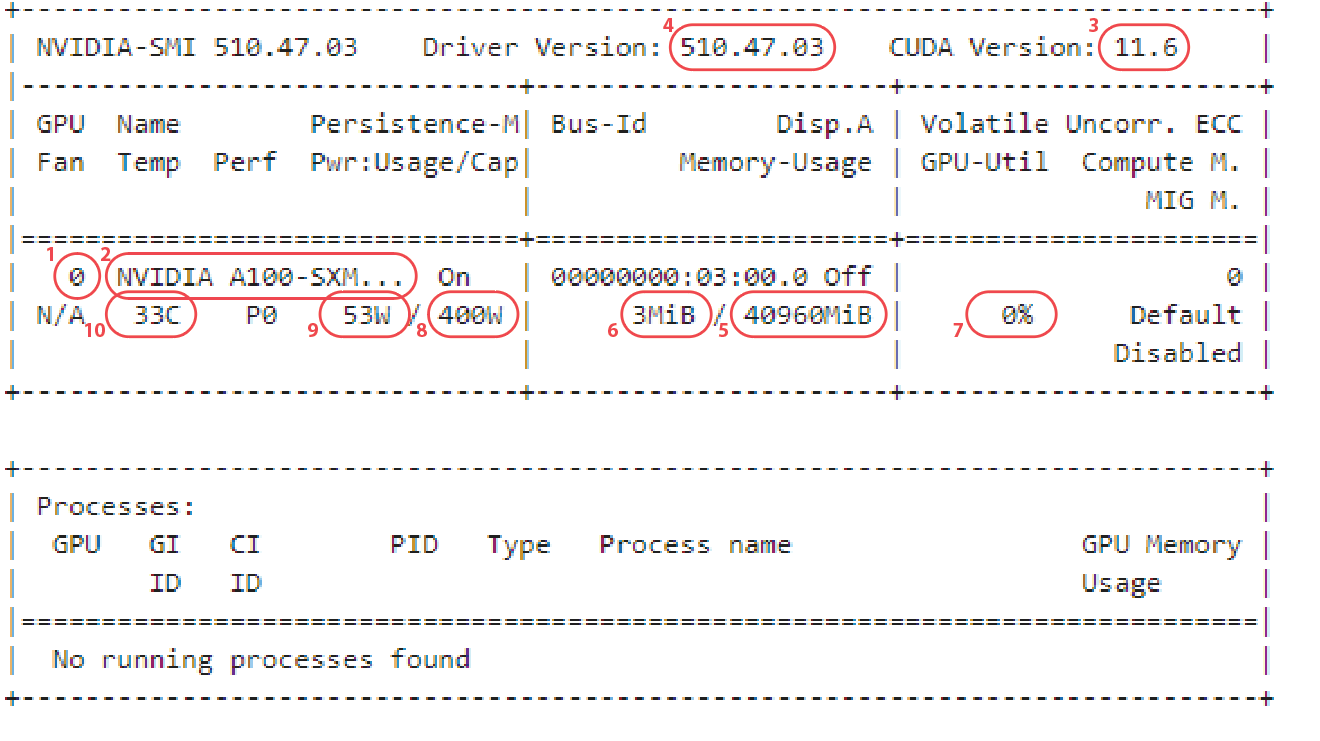 +-----------------------------------------------------------------------------+
4 3
| NVIDIA-SMI 510.47.03    Driver Version: 510.47.03    CUDA Version: 11.6     |
|-------------------------------+----------------------+----------------------+
| GPU  Name        Persistence-M| Bus-Id        Disp.A | Volatile Uncorr. ECC |
| Fan  Temp  Perf  Pwr:Usage/Cap|         Memory-Usage | GPU-Util  Compute M. |
|                               |                      |               MIG M. |
|===============================+======================+======================|
1 2
|   0  NVIDIA A100-SXM...  On   | 00000000:03:00.0 Off |                    0 |
| N/A   33C    P0    53W / 400W |      3MiB / 40960MiB |      0%      Default |
10 9 8 6 5 7
|                               |                      |             Disabled |
+-------------------------------+----------------------+----------------------+
+-----------------------------------------------------------------------------+
| Processes:                                                                  |
|  GPU   GI   CI        PID   Type   Process name                  GPU Memory |
|        ID   ID                                                   Usage      |
|=============================================================================|
|  No running processes found                                                 |
+-----------------------------------------------------------------------------+